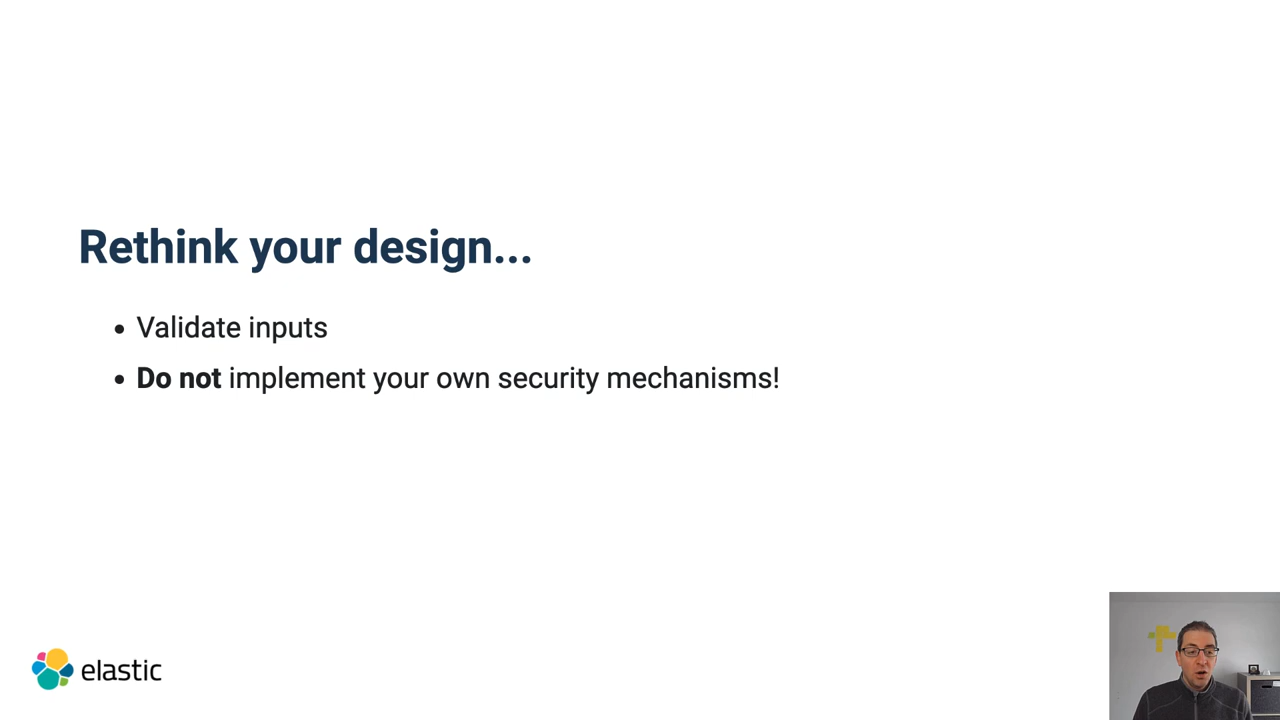 Rethink your design...
• Validate inputs
• Do not implement your own security mechanisms!
elastic